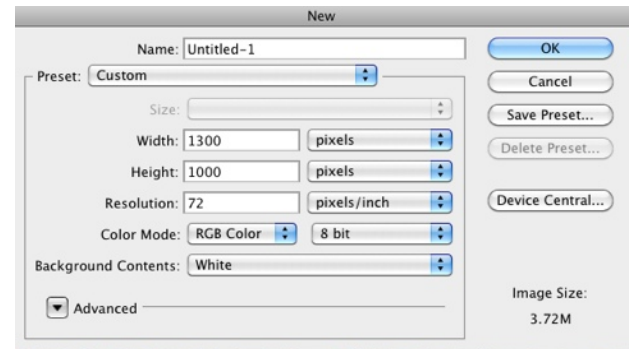 New
Name: Untitled-1
OK
Preset: Custom
Cancel
Size:
Save Preset...
Width: 1300 pixels
Delete Preset...
Height: 1000 pixels
Resolution: 72 pixels/inch
Device Central...
Color Mode: RGB Color 8 bit
Background Contents: White
Advanced
Image Size:
3.72M